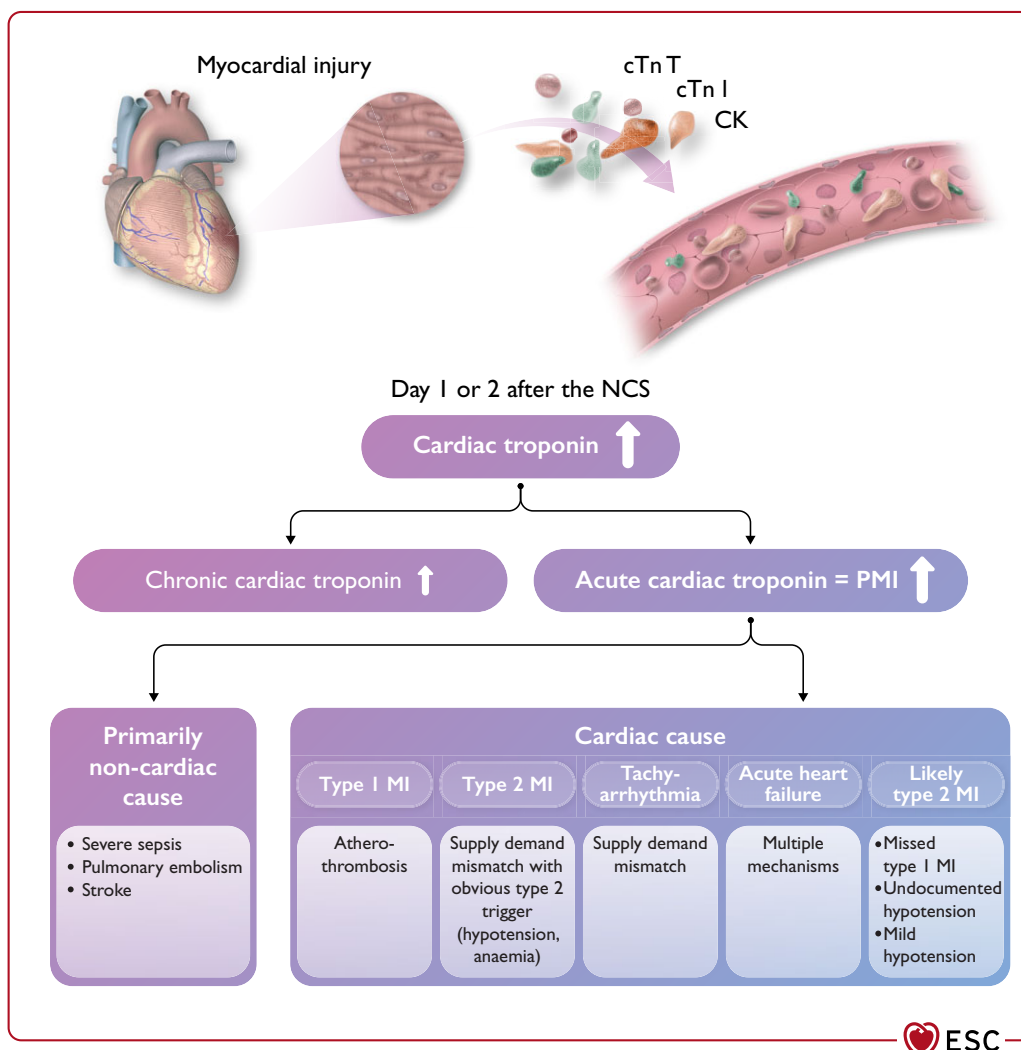 Myocardial injury
cTn T
cTn I
CK
Day 1 or 2 after the NCS
Cardiac troponin
Chronic cardiac troponin
Acute cardiac troponin = PMI
Primarily
non-cardiac
cause
• Severe sepsis
• Pulmonary embolism
• Stroke
Cardiac cause
Type 1 MI
Athero-
thrombosis
Type 2 MI
Supply demand
mismatch with
obvious type 2
trigger
(hypotension,
anaemia)
Tachy-
arrhythmia
Supply demand
mismatch
Acute heart
failure
Multiple
mechanisms
Likely
type 2 MI
•Missed
type 1 MI
•Undocumented
hypotension
•Mild
hypotension
ESC